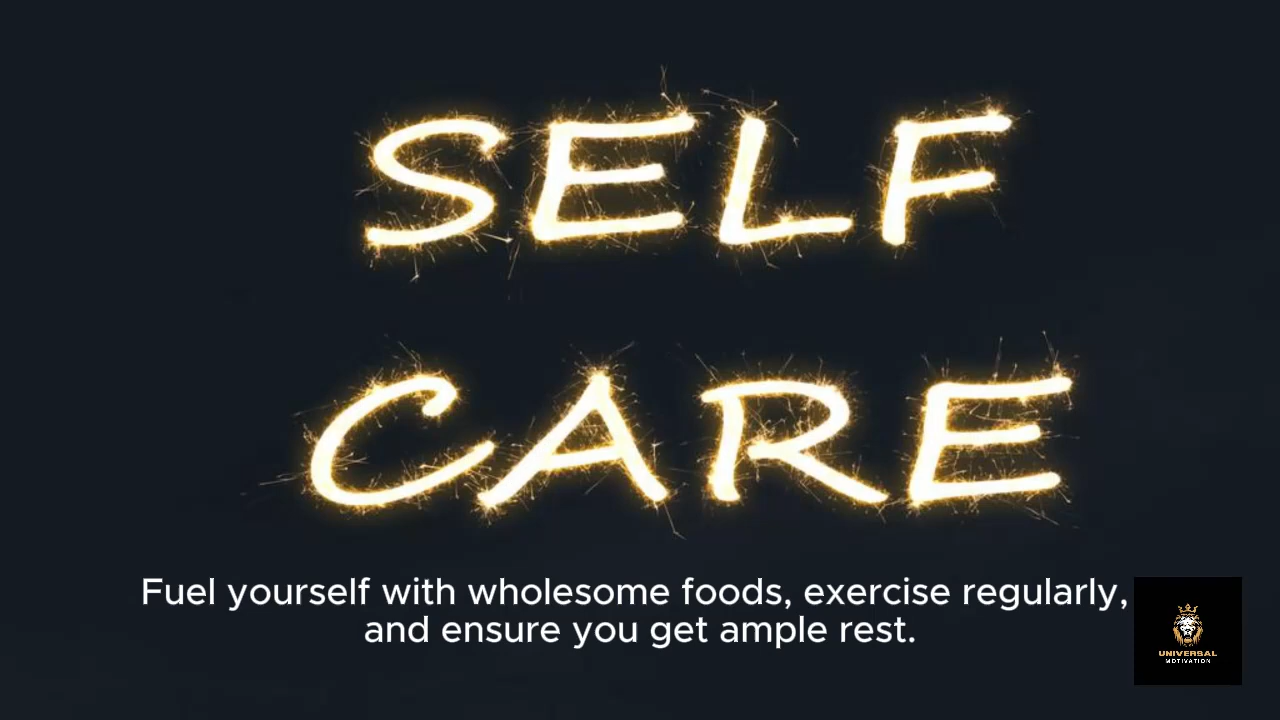 SELF
CARE
Fuel yourself with wholesome foods, exercise regularly,
and ensure you get ample rest.
UNIVERSAL
MOTIVATION